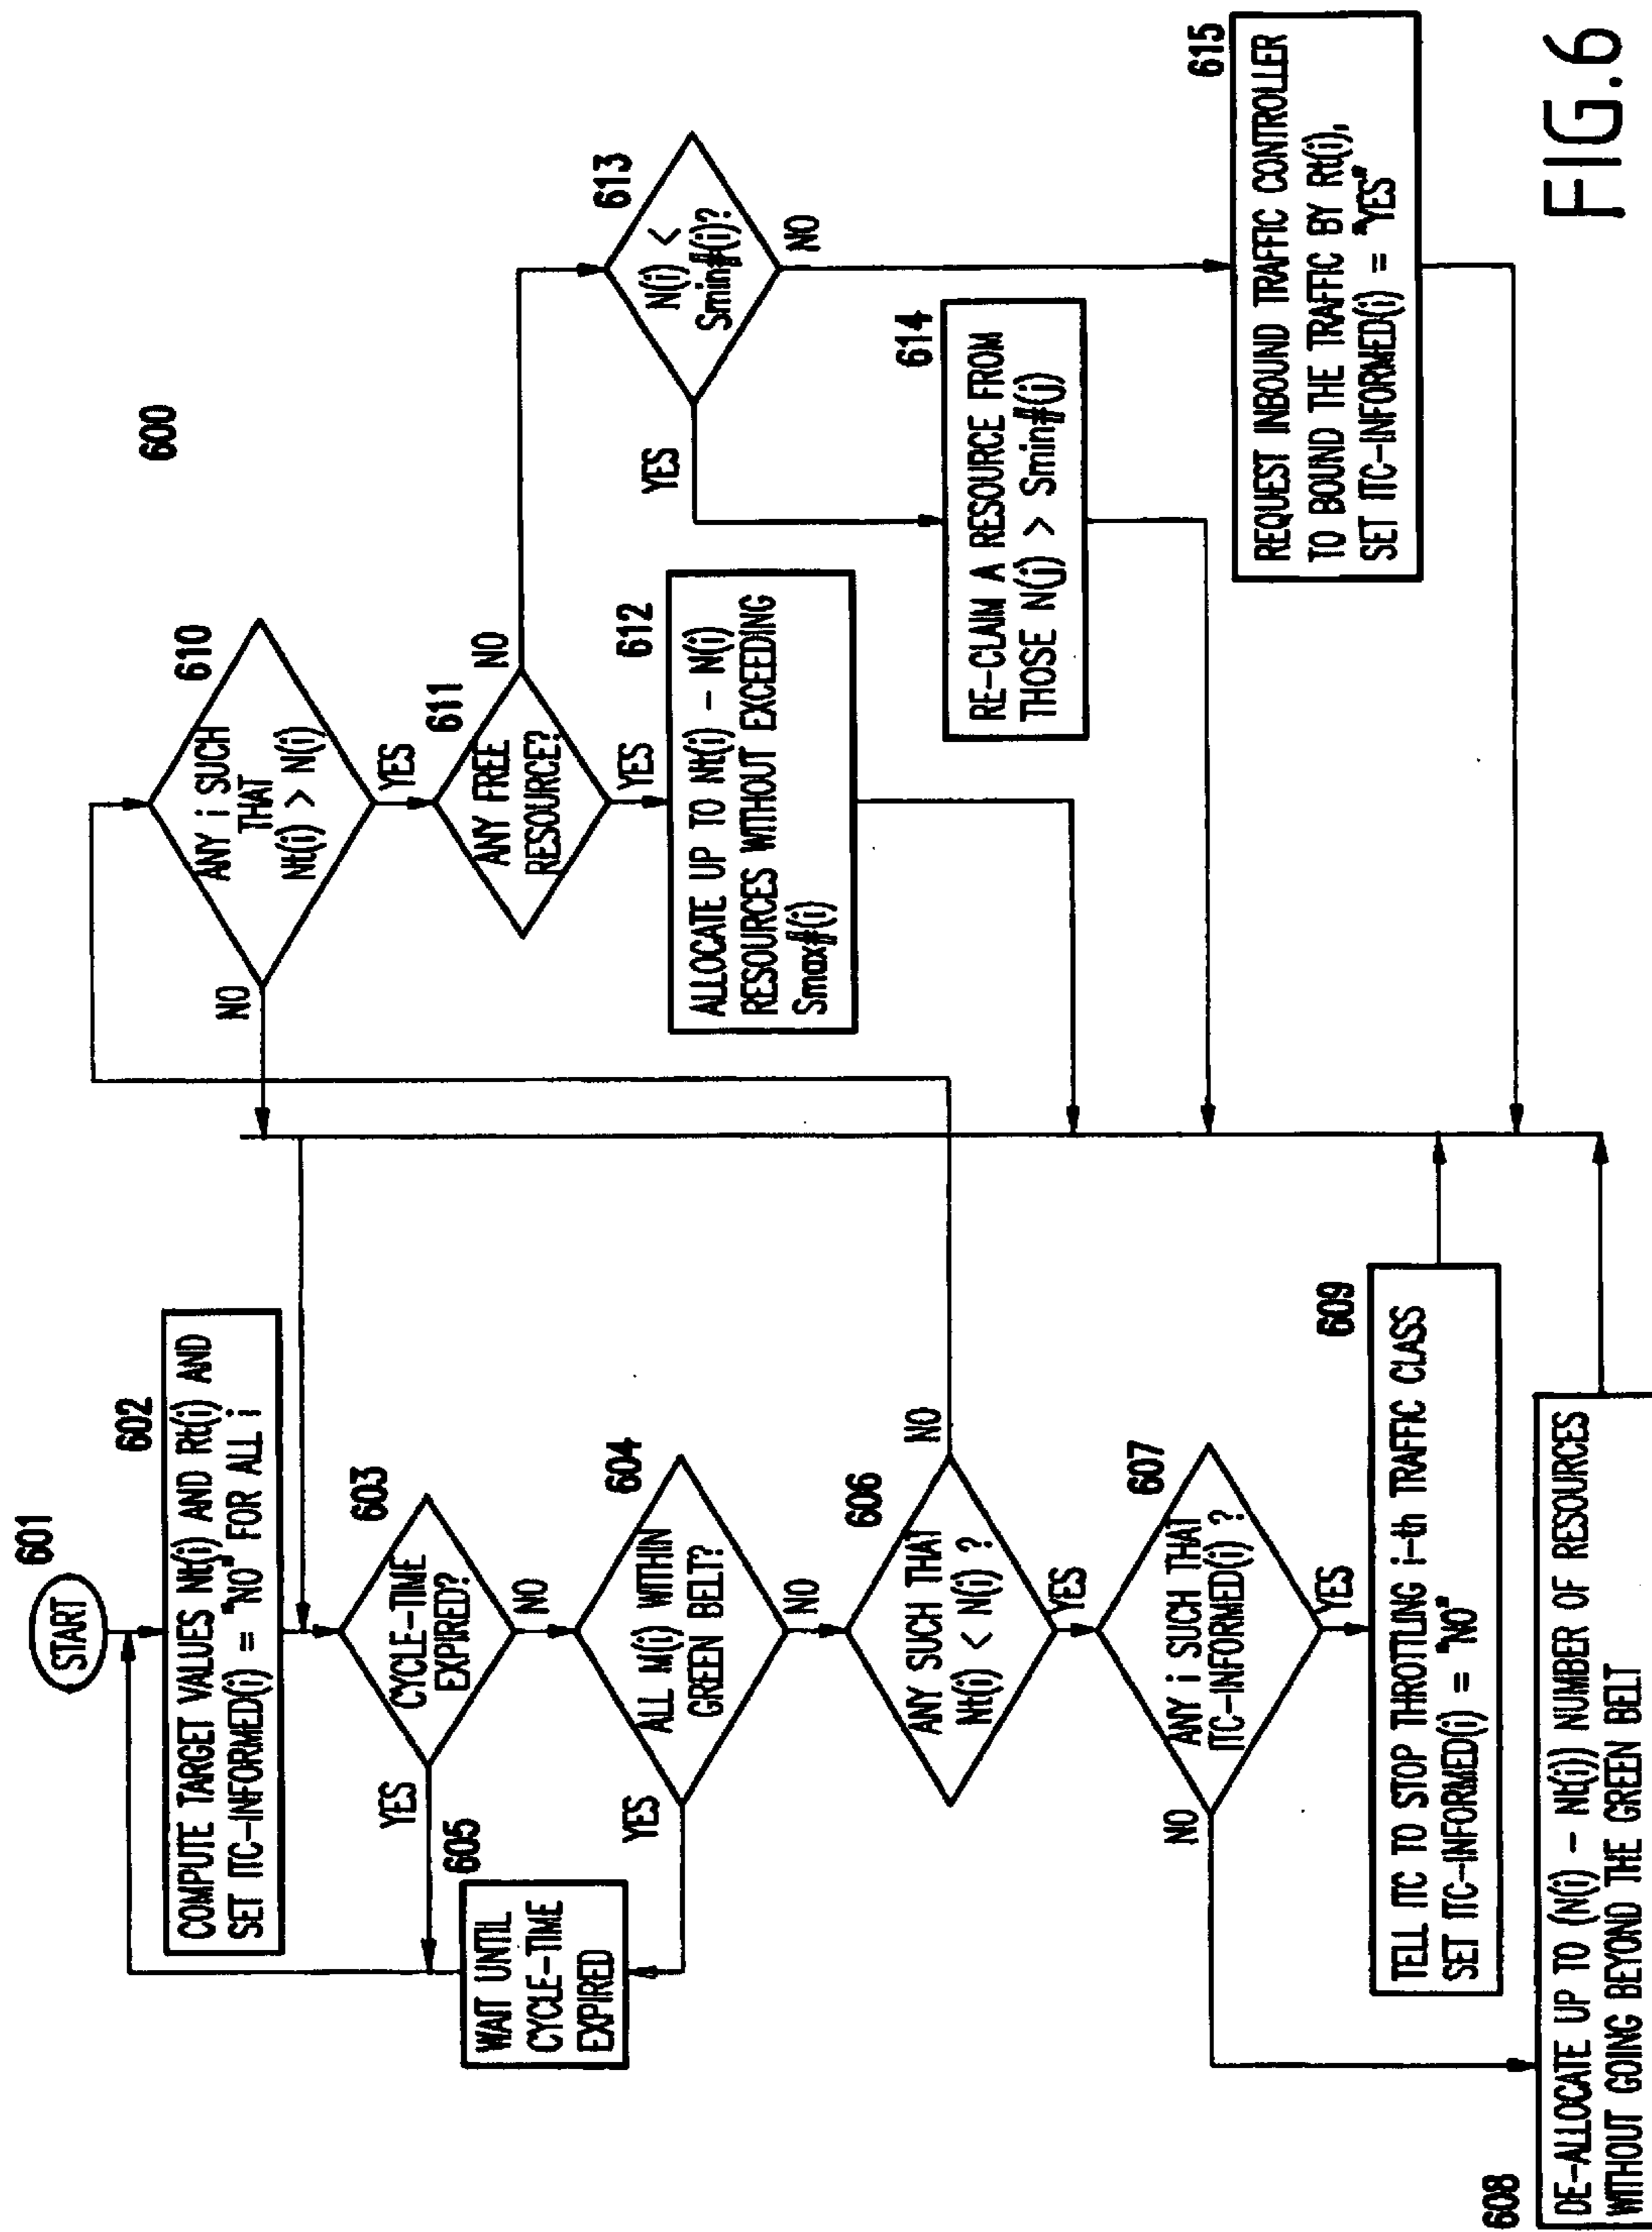 600
601
START
602
COMPUTE TARGET VALUES Nt(i) AND Rt(i) AND
SET ITC-INFORMED(i) = "NO" FOR ALL i
603
CYCLE-TIME
EXPIRED?
YES
NO
604
ALL M(i) WITHIN
GREEN BELT?
YES
NO
605
WAIT UNTIL
CYCLE-TIME
EXPIRED
606
ANY SUCH THAT
Nt(i) < N(i) ?
NO
YES
607
ANY i SUCH THAT
ITC-INFORMED(i) ?
NO
YES
609
TELL ITC TO STOP THROTTLING i-th TRAFFIC CLASS
SET ITC-INFORMED(i) = "NO"
608
DE-ALLOCATE UP TO (N(i) - Nt(i)) NUMBER OF RESOURCES
WITHOUT GOING BEYOND THE GREEN BELT
610
ANY i SUCH
THAT
Nt(i) > N(i)
NO
YES
611
ANY FREE
RESOURCE?
NO
YES
612
ALLOCATE UP TO Nt(i) - N(i)
RESOURCES WITHOUT EXCEEDING
Smax#(i)
613
N(i) <
Smin#(i)?
YES
NO
614
RE-CLAIM A RESOURCE FROM
THOSE N(j) > Smin#(j)
615
REQUEST INBOUND TRAFFIC CONTROLLER
TO BOUND THE TRAFFIC BY Rt(i),
SET ITC-INFORMED(i) = "YES"
FIG.6